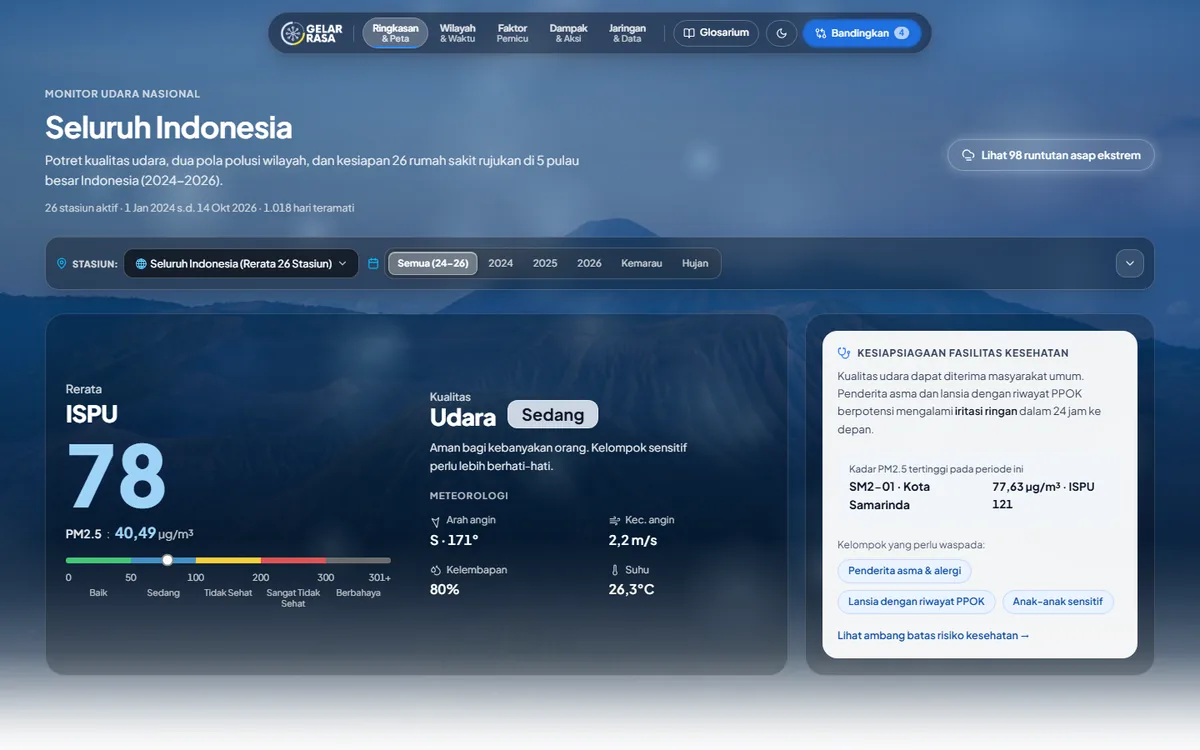 GELAR RASA
Ringkasan & Peta
Wilayah & Waktu
Faktor Pemicu
Dampak & Aksi
Jaringan & Data
Glosarium
Bandingkan 4
MONITOR UDARA NASIONAL
Seluruh Indonesia
Potret kualitas udara, dua pola polusi wilayah, dan kesiapan 26 rumah sakit rujukan di 5 pulau
besar Indonesia (2024–2026).
26 stasiun aktif · 1 Jan 2024 s.d. 14 Okt 2026 · 1.018 hari teramati
Lihat 98 runtutan asap ekstrem
STASIUN: Seluruh Indonesia (Rerata 26 Stasiun) Semua (24–26) 2024 2025 2026 Kemarau Hujan
Rerata
ISPU
78
PM2.5 : 40,49 µg/m³
0 50 100 200 300 301+
Baik Sedang Tidak Sehat Sangat Tidak Sehat Berbahaya
Kualitas
Udara Sedang
Aman bagi kebanyakan orang. Kelompok sensitif
perlu lebih berhati-hati.
METEOROLOGI
Arah angin
S · 171°
Kec. angin
2,2 m/s
Kelembapan
80%
Suhu
26,3°C
KESIAPSIAGAAN FASILITAS KESEHATAN
Kualitas udara dapat diterima masyarakat umum.
Penderita asma dan lansia dengan riwayat PPOK
berpotensi mengalami iritasi ringan dalam 24 jam ke
depan.
Kadar PM2.5 tertinggi pada periode ini
SM2-01 · Kota
Samarinda
77,63 µg/m³ · ISPU
121
Kelompok yang perlu waspada:
Penderita asma & alergi
Lansia dengan riwayat PPOK
Anak-anak sensitif
Lihat ambang batas risiko kesehatan →